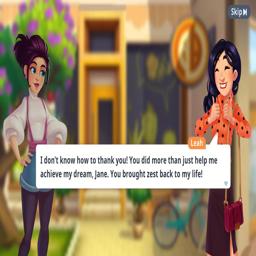 Skip
Leah
I don't know how to thank you! You did more than just help me
achieve my dream, Jane. You brought zest back to my life!